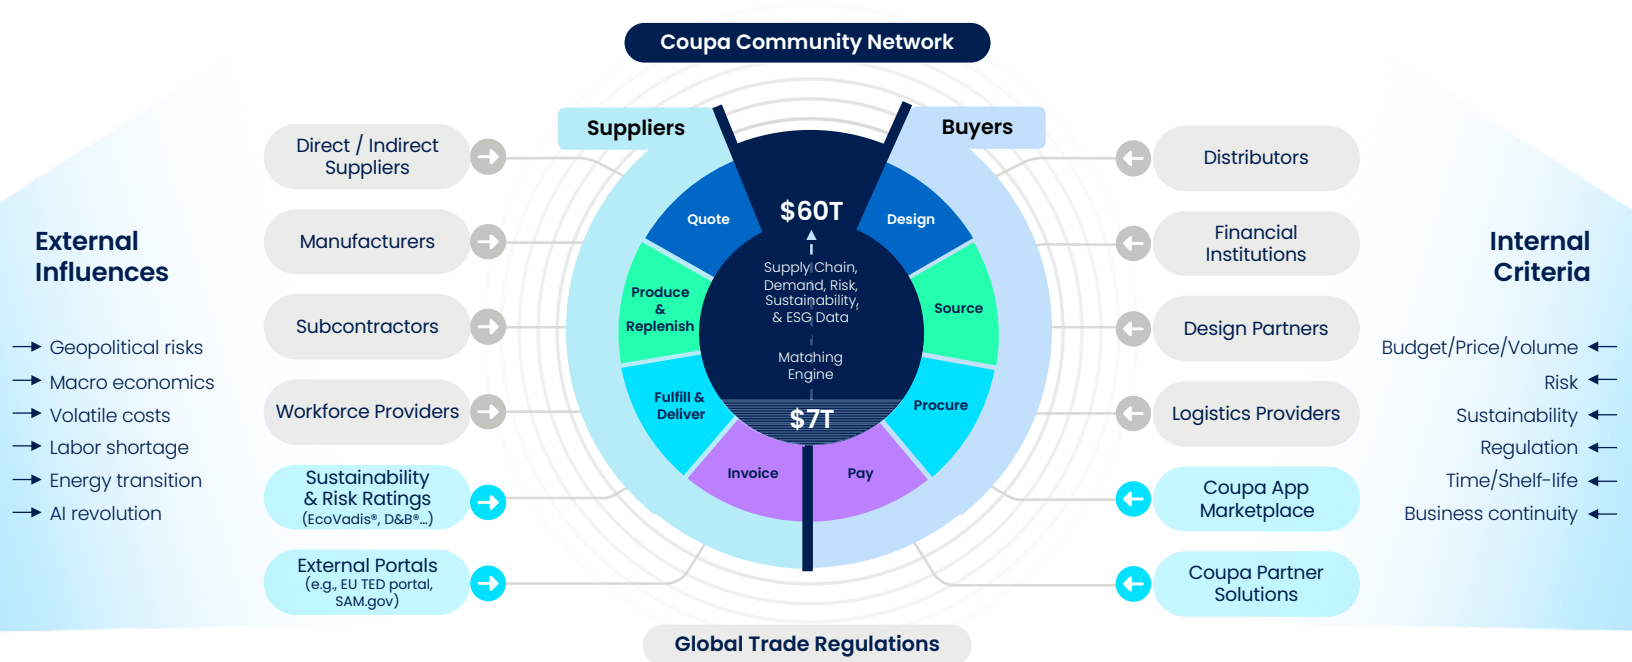 Coupa Community Network
External
Influences
Geopolitical risks
Macro economics
Volatile costs
Labor shortage
Energy transition
AI revolution
Direct / Indirect
Suppliers
Manufacturers
Subcontractors
Workforce Providers
Sustainability
& Risk Ratings
(EcoVadis®, D&B®...)
External Portals
(e.g., EU TED portal,
SAM.gov)
Suppliers
Quote
Produce
&
Replenish
Fulfill &
Deliver
Invoice
$60T
Supply Chain,
Demand, Risk,
Sustainability,
& ESG Data
Matching
Engine
$7T
Buyers
Design
Source
Procure
Pay
Distributors
Financial
Institutions
Design Partners
Logistics Providers
Coupa App
Marketplace
Coupa Partner
Solutions
Internal
Criteria
Budget/Price/Volume
Risk
Sustainability
Regulation
Time/Shelf-life
Business continuity
Global Trade Regulations